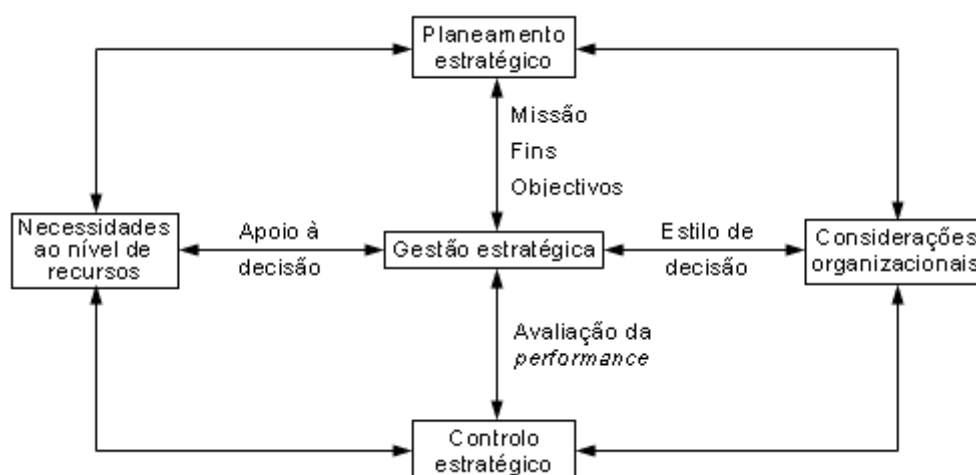 Planeamento
estratégico
Missão
Fins
Objectivos
Necessidades
ao nível de
recursos
Apoio à
decisão
Gestão estratégica
Estilo de
decisão
Considerações
organizacionais
Avaliação da
performance
Controlo
estratégico